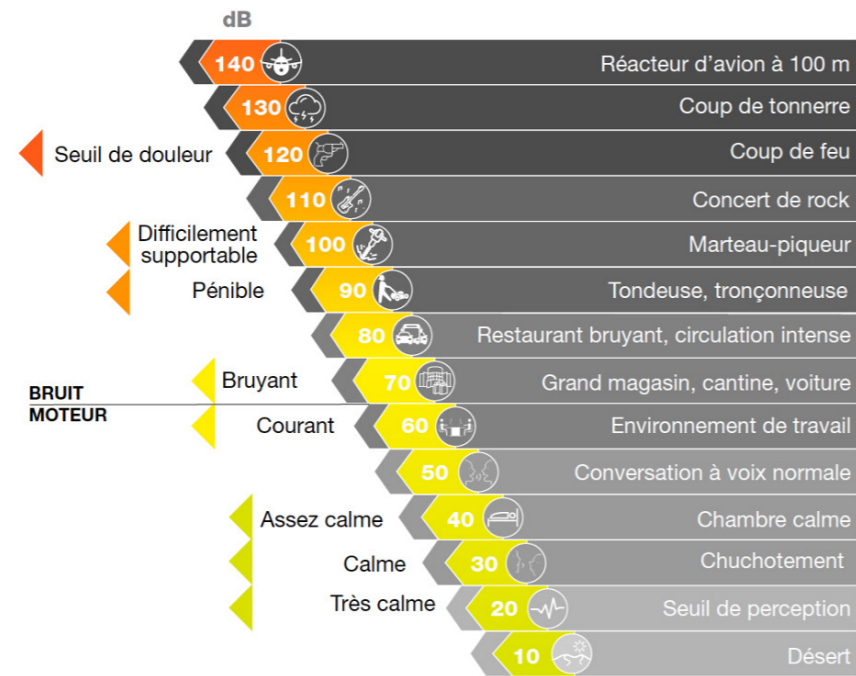 dB
140 Réacteur d'avion à 100 m
130 Coup de tonnerre
Seuil de douleur 120 Coup de feu
110 Concert de rock
Difficilement
supportable 100 Marteau-piqueur
Pénible 90 Tondeuse, tronçonneuse
80 Restaurant bruyant, circulation intense
Bruyant 70 Grand magasin, cantine, voiture
BRUIT
MOTEUR
Courant 60 Environnement de travail
50 Conversation à voix normale
Assez calme 40 Chambre calme
Calme 30 Chuchotement
Très calme 20 Seuil de perception
10 Désert